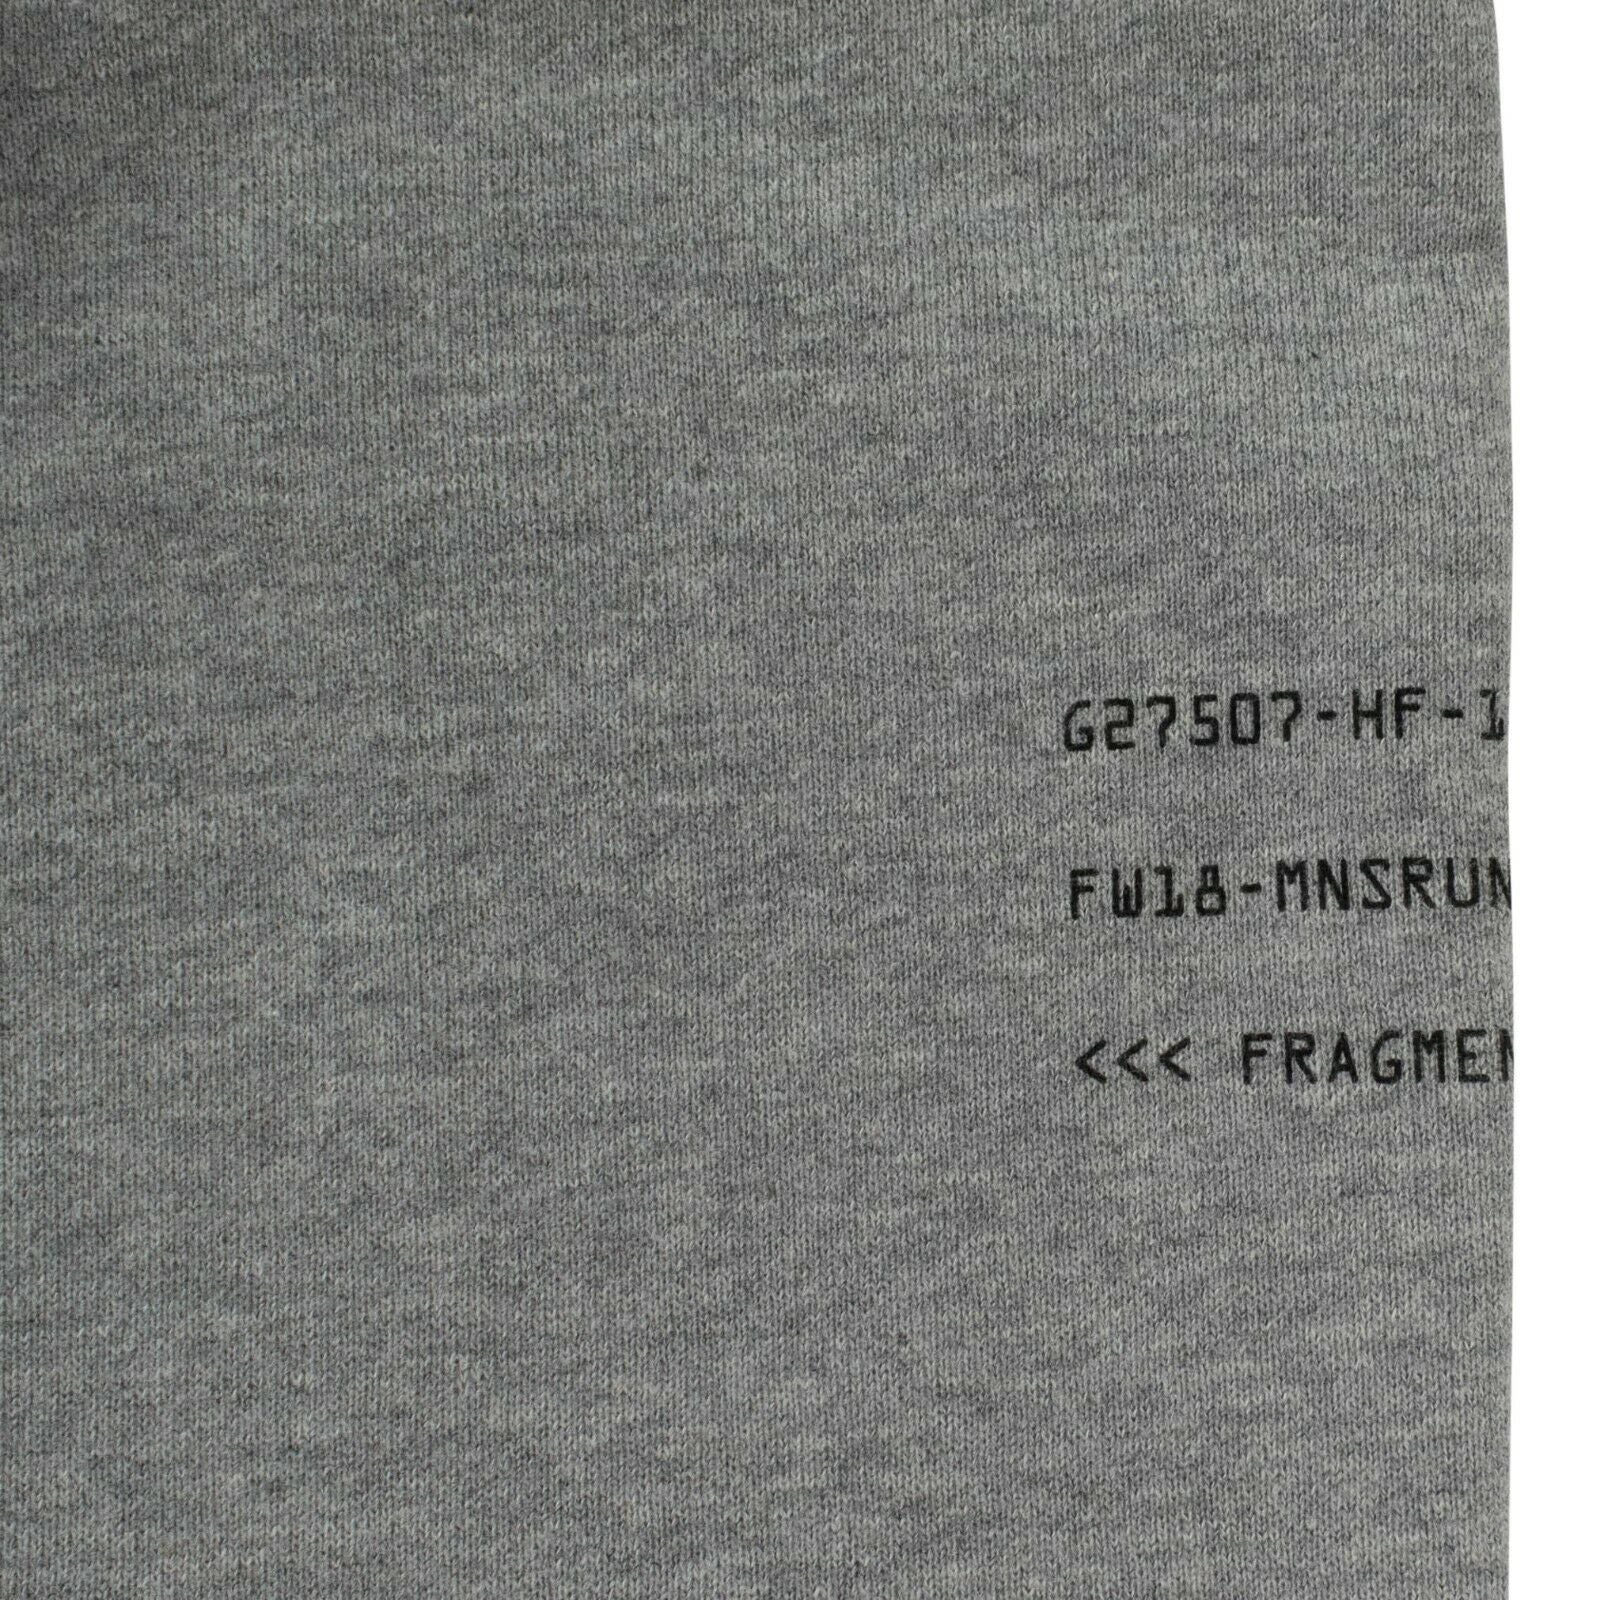 G27507-HF-1
FW18-MNSRUN
<<< FRAGMEN